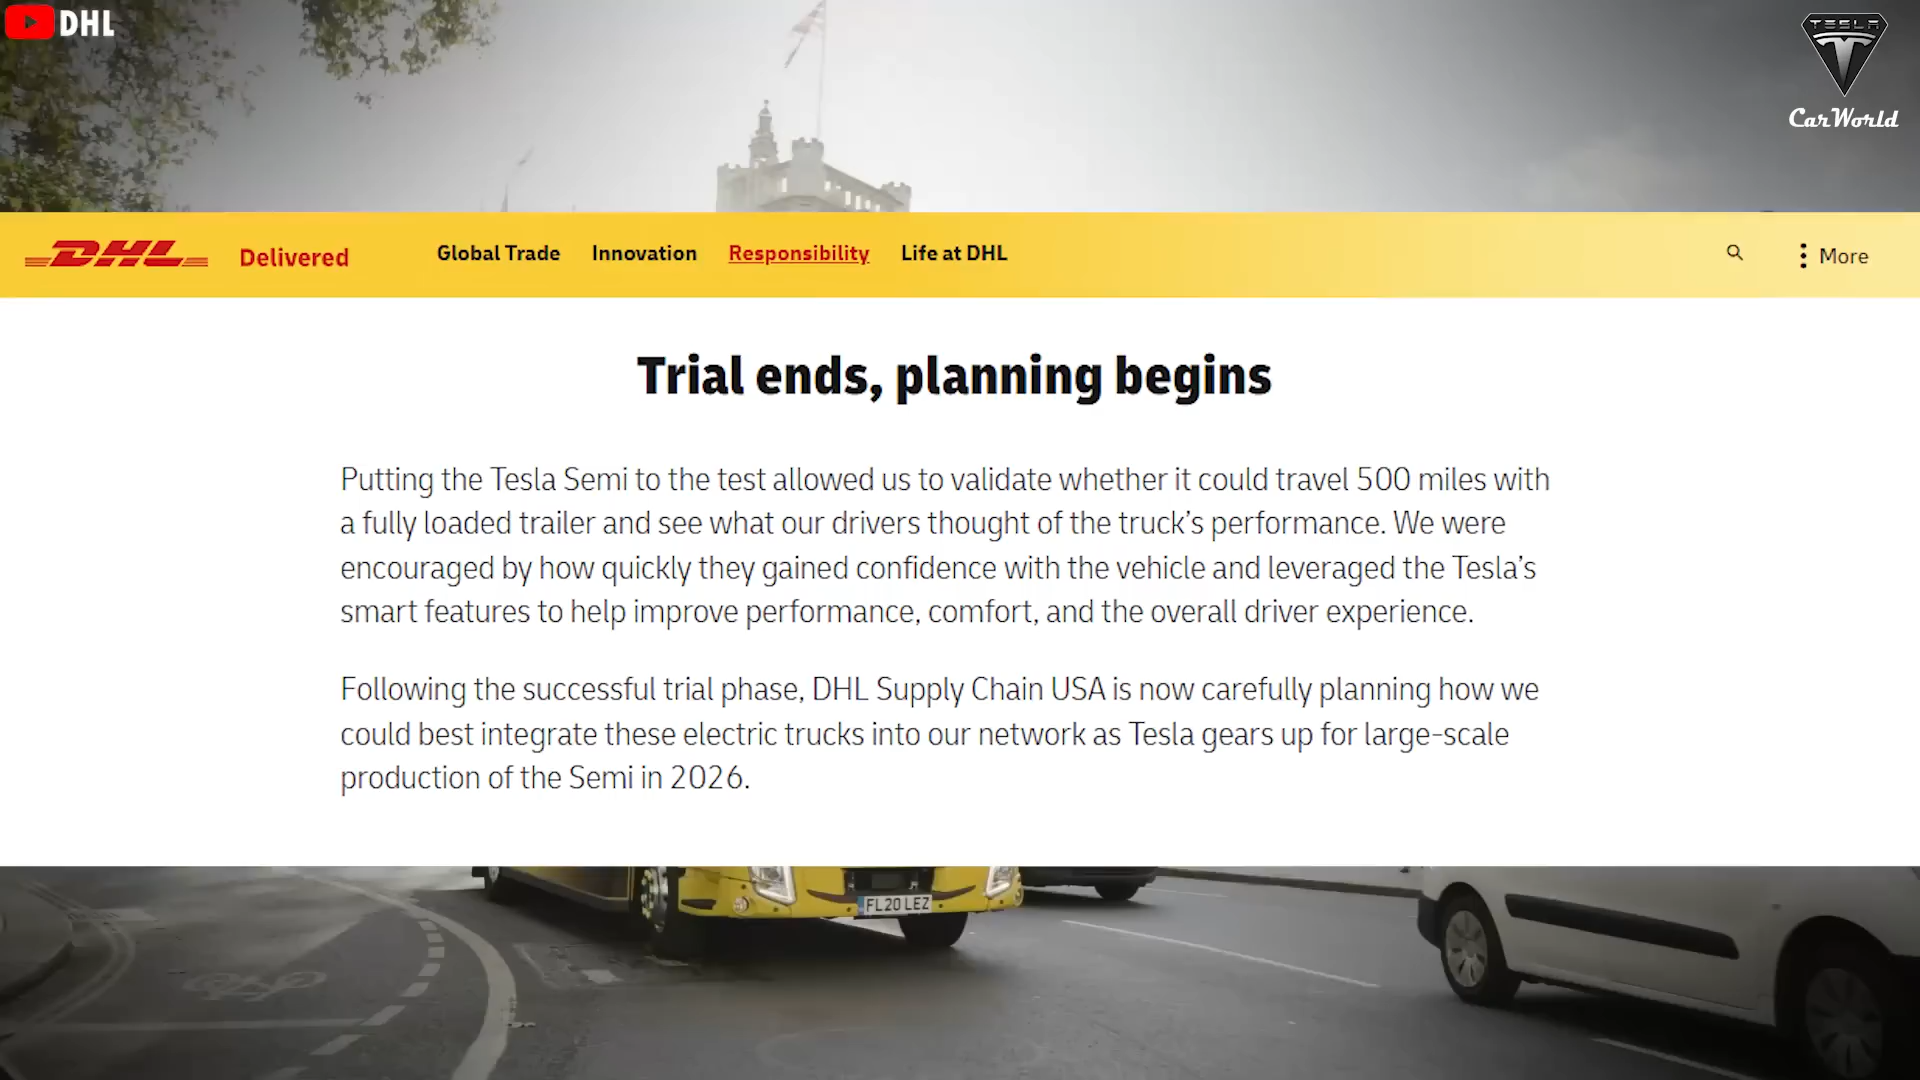 DHL
TESLA
CarWorld
DHL Delivered Global Trade Innovation Responsibility Life at DHL More
Trial ends, planning begins
Putting the Tesla Semi to the test allowed us to validate whether it could travel 500 miles with
a fully loaded trailer and see what our drivers thought of the truck’s performance. We were
encouraged by how quickly they gained confidence with the vehicle and leveraged the Tesla’s
smart features to help improve performance, comfort, and the overall driver experience.
Following the successful trial phase, DHL Supply Chain USA is now carefully planning how we
could best integrate these electric trucks into our network as Tesla gears up for large-scale
production of the Semi in 2026.
FL20 LEZ